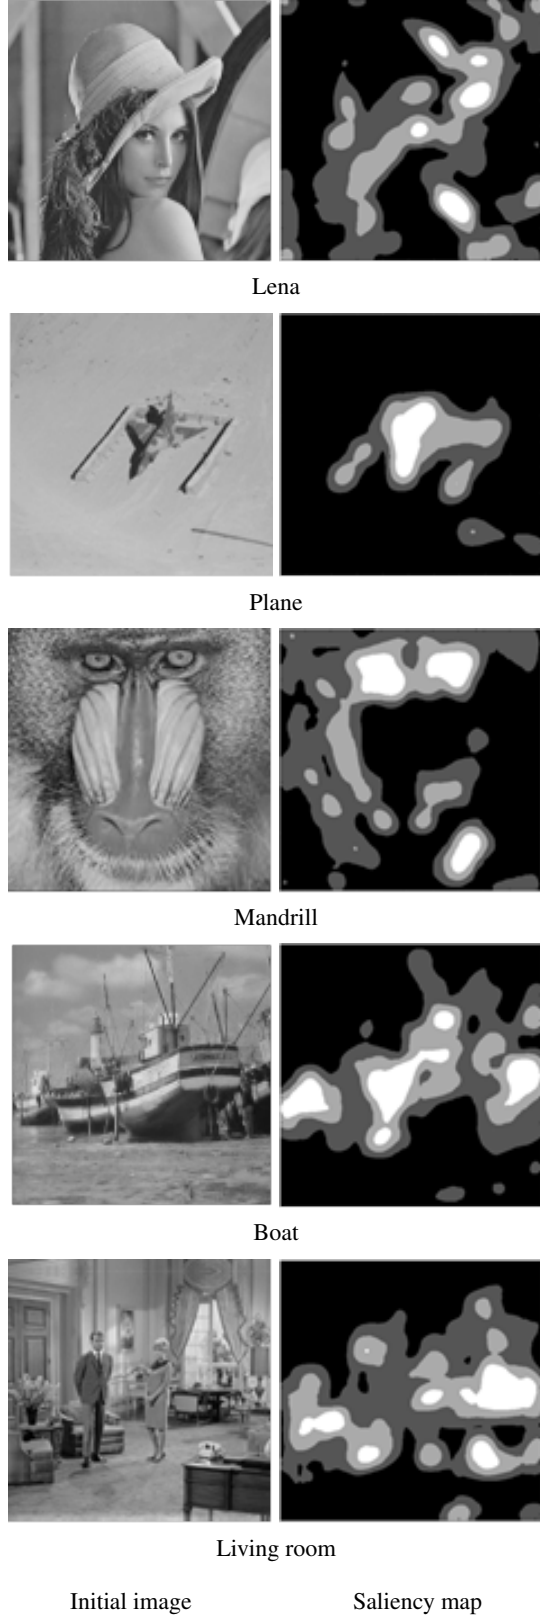 Lena
Plane
Mandrill
Boat
Living room
Initial image
Saliency map